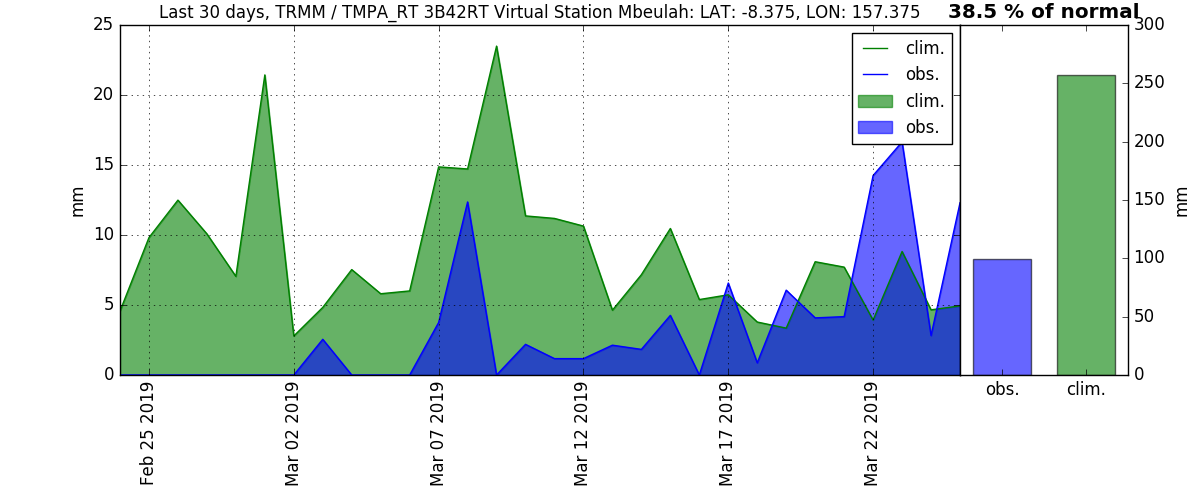 Last 30 days, TRMM / TMPA_RT 3B42RT Virtual Station Mbeulah: LAT: -8.375, LON: 157.375
38.5 % of normal
25
20
15
10
5
0
mm
clim.
obs.
clim.
obs.
300
250
200
150
100
50
0
mm
Feb 25 2019
Mar 02 2019
Mar 07 2019
Mar 12 2019
Mar 17 2019
Mar 22 2019
obs.
clim.